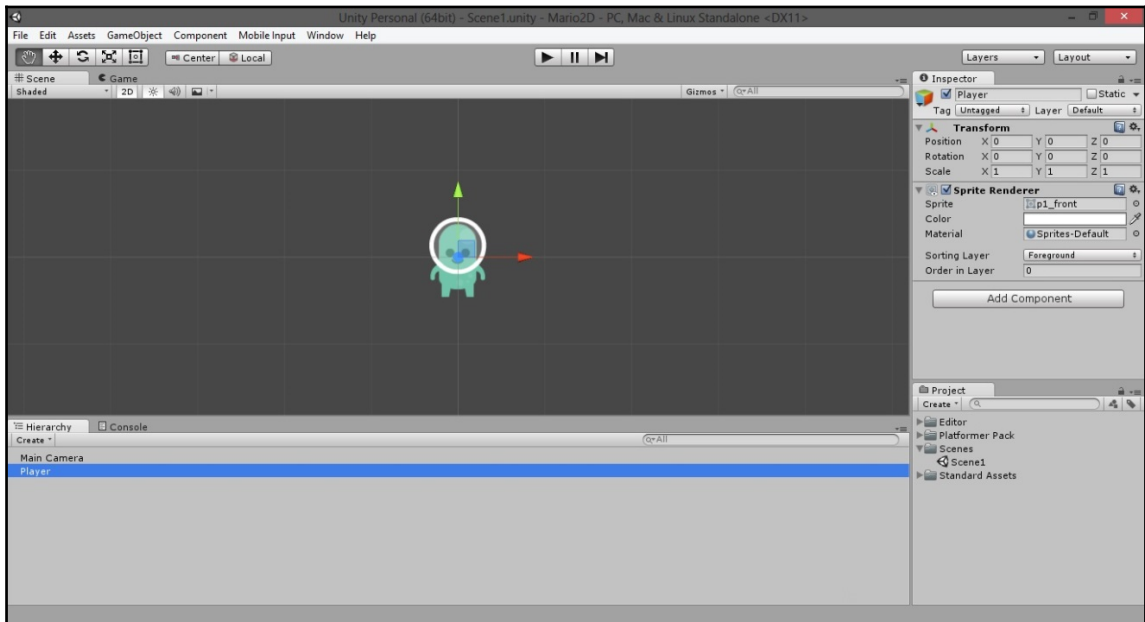 Unity Personal (64bit) - Scene1.unity - Mario2D - PC, Mac & Linux Standalone <DX11>
File Edit Assets GameObject Component Mobile Input Window Help
Center Local
Layers Layout
Scene Game
Shaded 2D Gizmos All
Inspector
Player Static
Tag Untagged Layer Default
Transform
Position X 0 Y 0 Z 0
Rotation X 0 Y 0 Z 0
Scale X 1 Y 1 Z 1
Sprite Renderer
Sprite p1_front
Color
Material Sprites-Default
Sorting Layer Foreground
Order in Layer 0
Add Component
Project
Create
Editor
Platformer Pack
Scenes
Scene1
Standard Assets
Hierarchy Console
Create All
Main Camera
Player